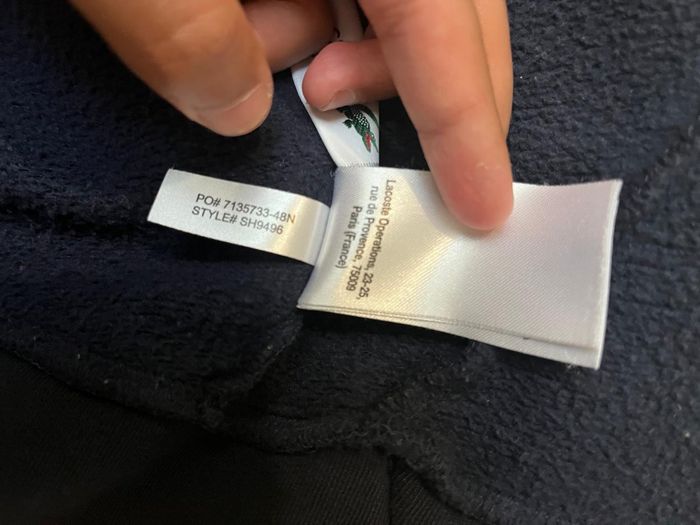 PO# 7135733-48N
STYLE# SH9496
Lacoste Operations, 23-25,
rue de Provence, 75009
Paris (France)